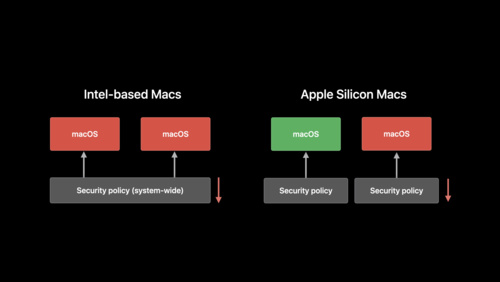 Intel-based Macs
Apple Silicon Macs
macOS
macOS
macOS
macOS
Security policy (system-wide)
Security policy
Security policy